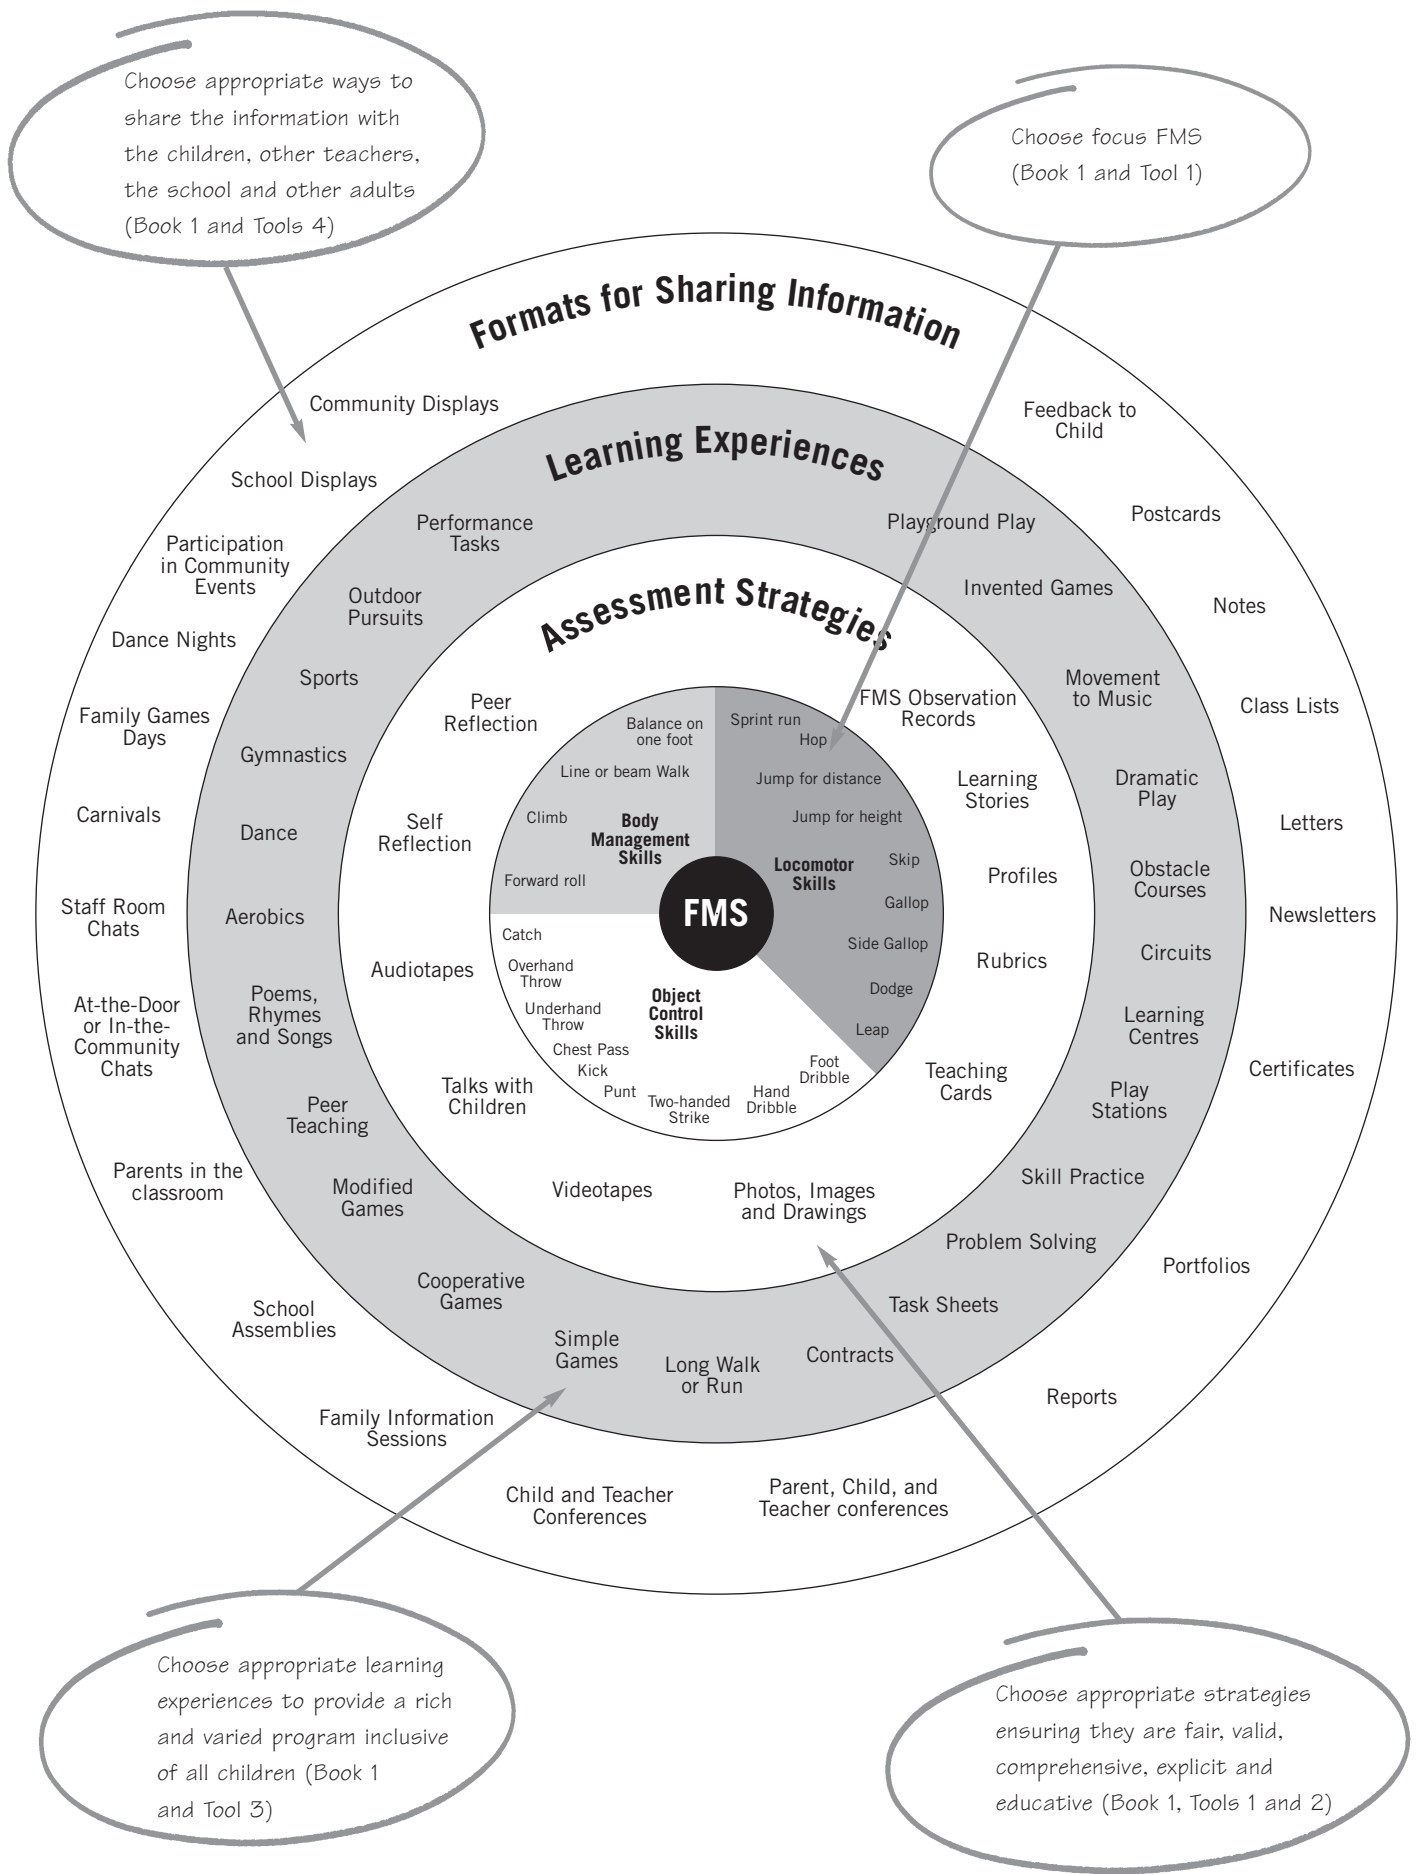 Choose appropriate ways to
share the information with
the children, other teachers,
the school and other adults
(Book 1 and Tools 4)
Choose focus FMS
(Book 1 and Tool 1)
Formats for Sharing Information
Community Displays
School Displays
Participation
in Community
Events
Dance Nights
Family Games
Days
Carnivals
Staff Room
Chats
At-the-Door
or In-the-
Community
Chats
Parents in the
classroom
School
Assemblies
Family Information
Sessions
Child and Teacher
Conferences
Parent, Child, and
Teacher conferences
Reports
Portfolios
Certificates
Newsletters
Letters
Class Lists
Notes
Postcards
Feedback to
Child
Learning Experiences
Performance
Tasks
Outdoor
Pursuits
Sports
Gymnastics
Dance
Aerobics
Poems,
Rhymes
and Songs
Peer
Teaching
Modified
Games
Cooperative
Games
Simple
Games
Long Walk
or Run
Contracts
Task Sheets
Problem Solving
Skill Practice
Play
Stations
Learning
Centres
Circuits
Obstacle
Courses
Dramatic
Play
Movement
to Music
Invented Games
Playground Play
Assessment Strategies
Peer
Reflection
Self
Reflection
Audiotapes
Talks with
Children
Videotapes
Photos, Images
and Drawings
Teaching
Cards
Rubrics
Profiles
Learning
Stories
FMS Observation
Records
Balance on
one foot
Line or beam Walk
Climb
Body
Management
Skills
Forward roll
Sprint run
Hop
Jump for distance
Jump for height
Locomotor
Skills
Skip
Gallop
Side Gallop
Dodge
Leap
FMS
Catch
Overhand
Throw
Underhand
Throw
Object
Control
Skills
Chest Pass
Kick
Punt
Two-handed
Strike
Hand
Dribble
Foot
Dribble
Choose appropriate learning
experiences to provide a rich
and varied program inclusive
of all children (Book 1
and Tool 3)
Choose appropriate strategies
ensuring they are fair, valid,
comprehensive, explicit and
educative (Book 1, Tools 1 and 2)